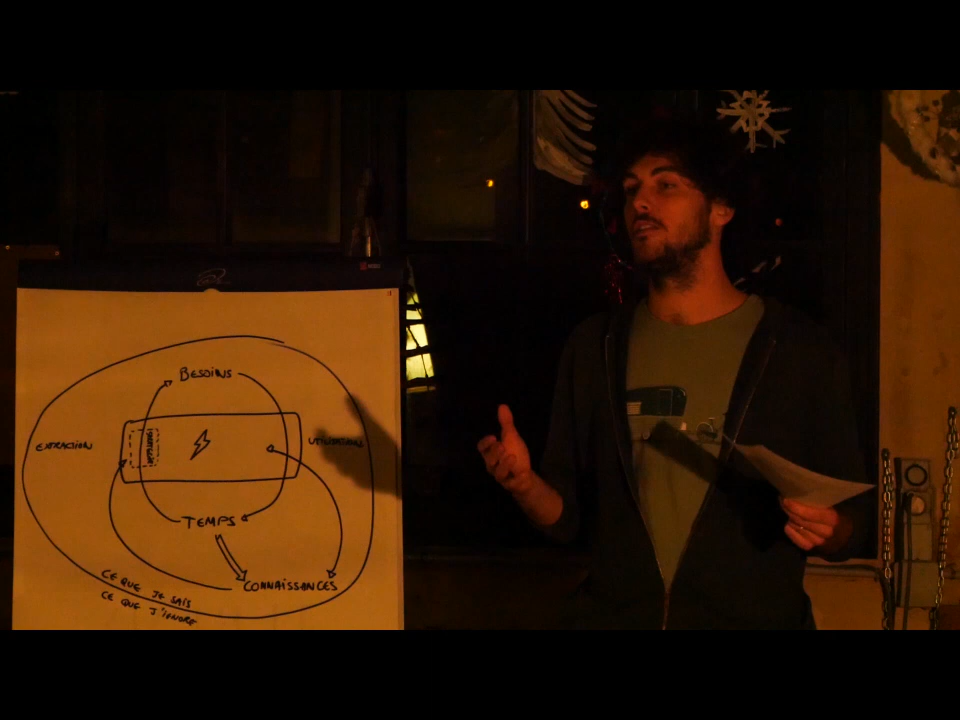 BESOINS
EXTRACTION
UTILISATION
TEMPS
CONNAISSANCES
CE QUE JE SAIS
CE QUE J'IGNORE